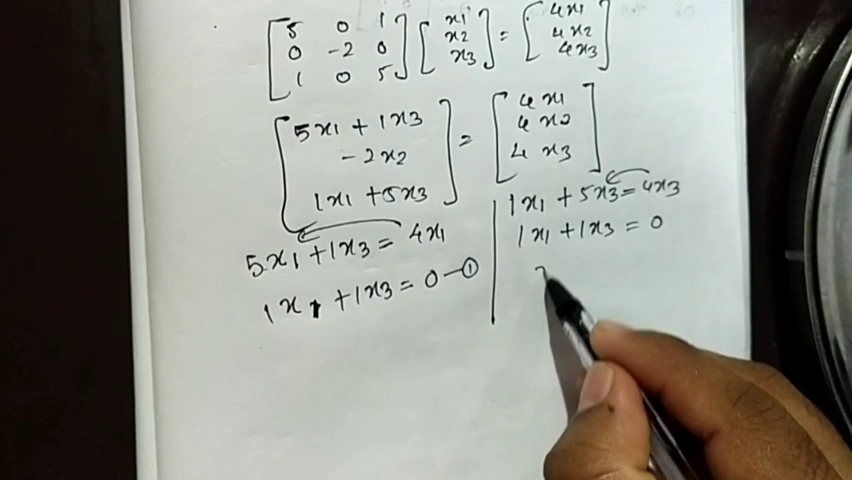 [5 0 1] [x1] = [4x1]
[0 -2 0] [x2] [4x2]
[1 0 5] [x3] [4x3]
[5x1 + 1x3] = [4x1]
[-2x2] [4x2]
[1x1 + 5x3] [4x3]
5x1 + 1x3 = 4x1
1x1 + 1x3 = 0 — ①
1x1 + 5x3 = 4x3
1x1 + 1x3 = 0